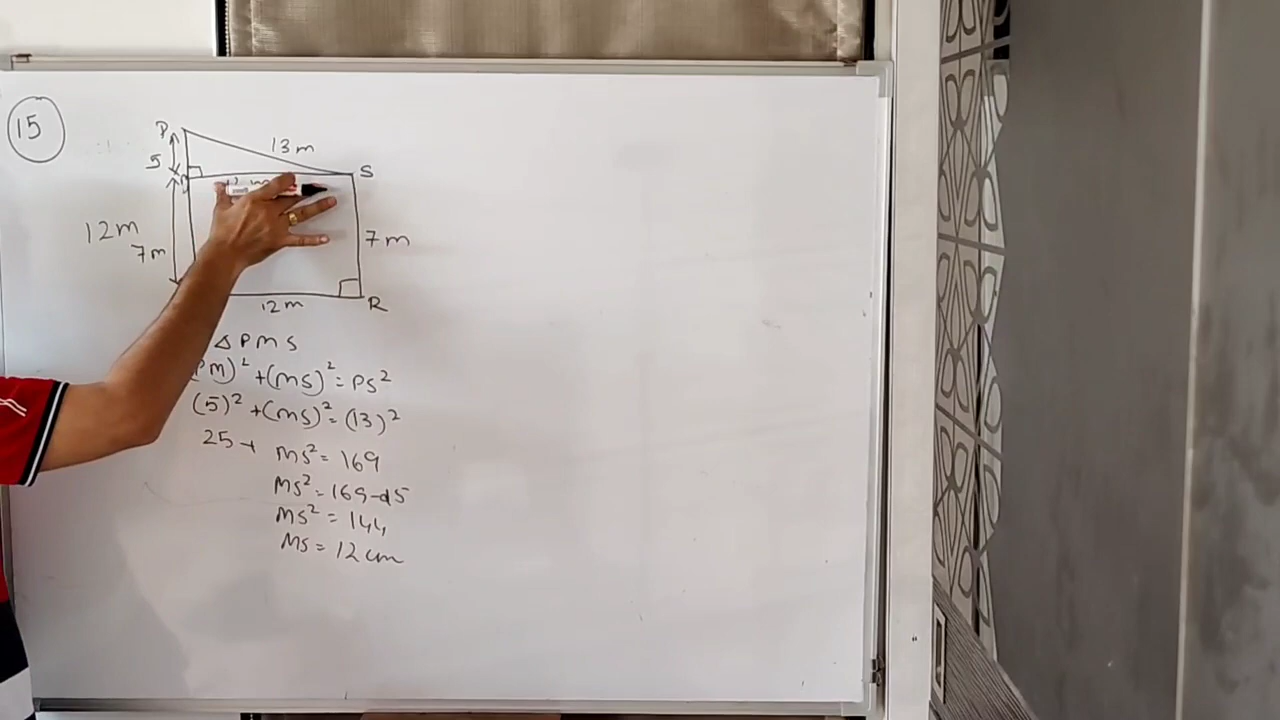 15
P
13 m
5
S
12m
7m
7 m
12 m
R
△ PMS
PM)² + (MS)² = PS²
(5)² + (MS)² = (13)²
25 + MS² = 169
MS² = 169-25
MS² = 144
MS = 12 cm